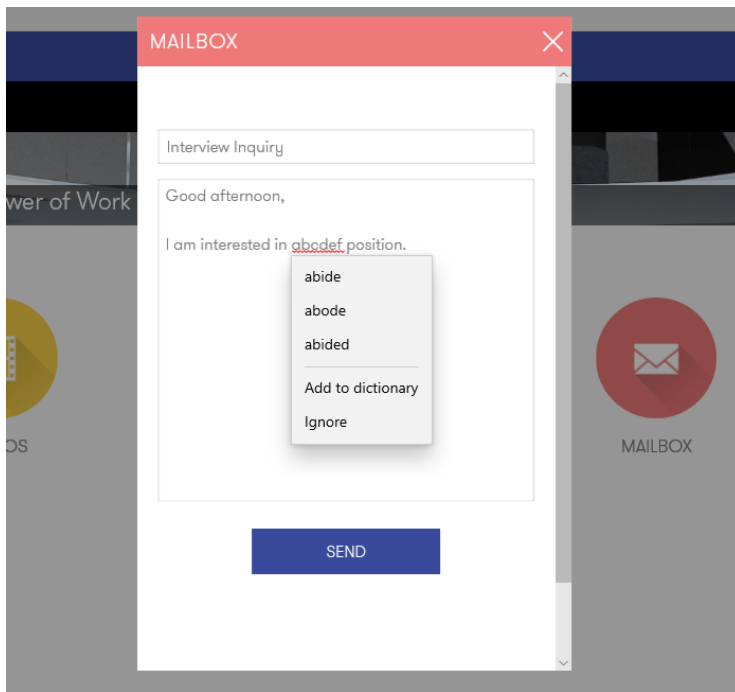 MAILBOX
Interview Inquiry
Good afternoon,
wer of Work
I am interested in abcdef position.
abide
abode
abided
Add to dictionary
Ignore
OS
MAILBOX
SEND